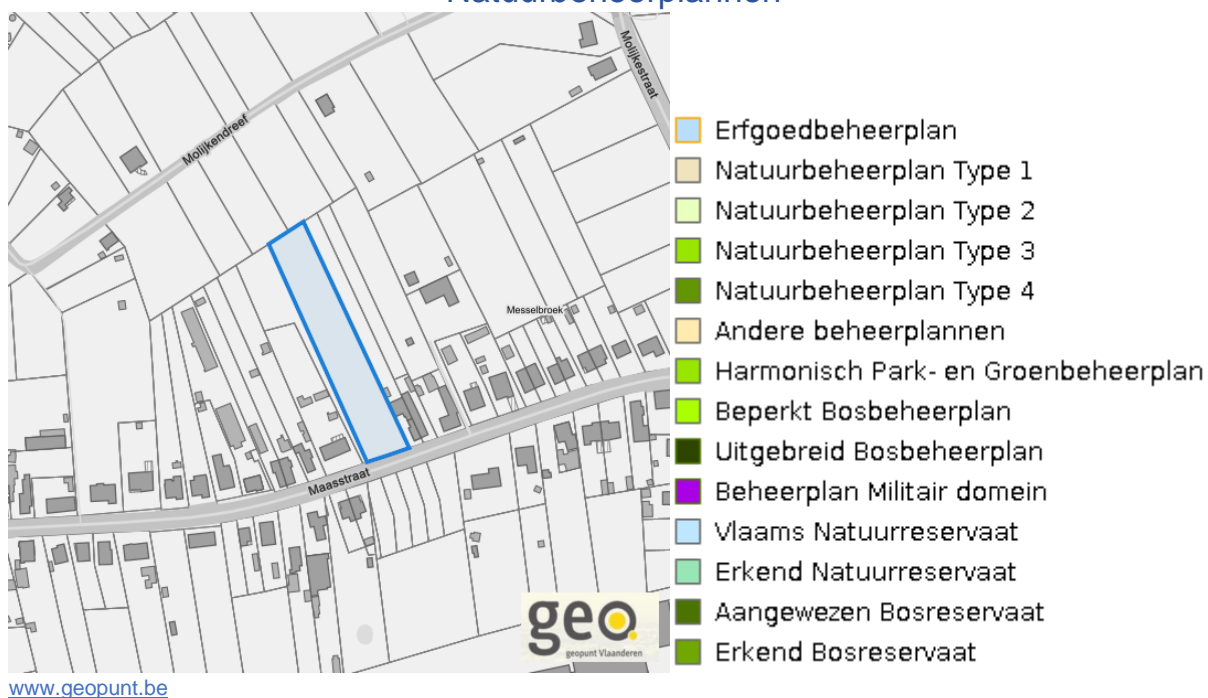 Natuurbeheerplannen
Molijkestraat
Molijkendreef
Messelbroek
Maasstraat
geo
geopunt Vlaanderen
Erfgoedbeheerplan
Natuurbeheerplan Type 1
Natuurbeheerplan Type 2
Natuurbeheerplan Type 3
Natuurbeheerplan Type 4
Andere beheerplannen
Harmonisch Park- en Groenbeheerplan
Beperkt Bosbeheerplan
Uitgebreid Bosbeheerplan
Beheerplan Militair domein
Vlaams Natuurreservaat
Erkend Natuurreservaat
Aangewezen Bosreservaat
Erkend Bosreservaat
www.geopunt.be